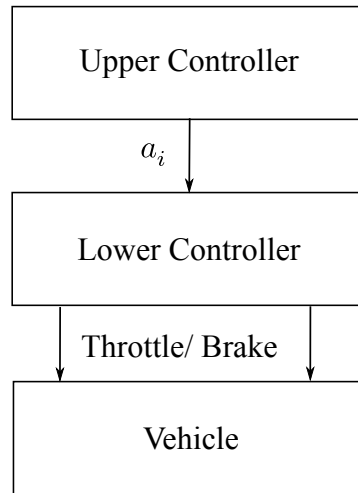 Upper Controller
a_i
Lower Controller
Throttle/ Brake
Vehicle